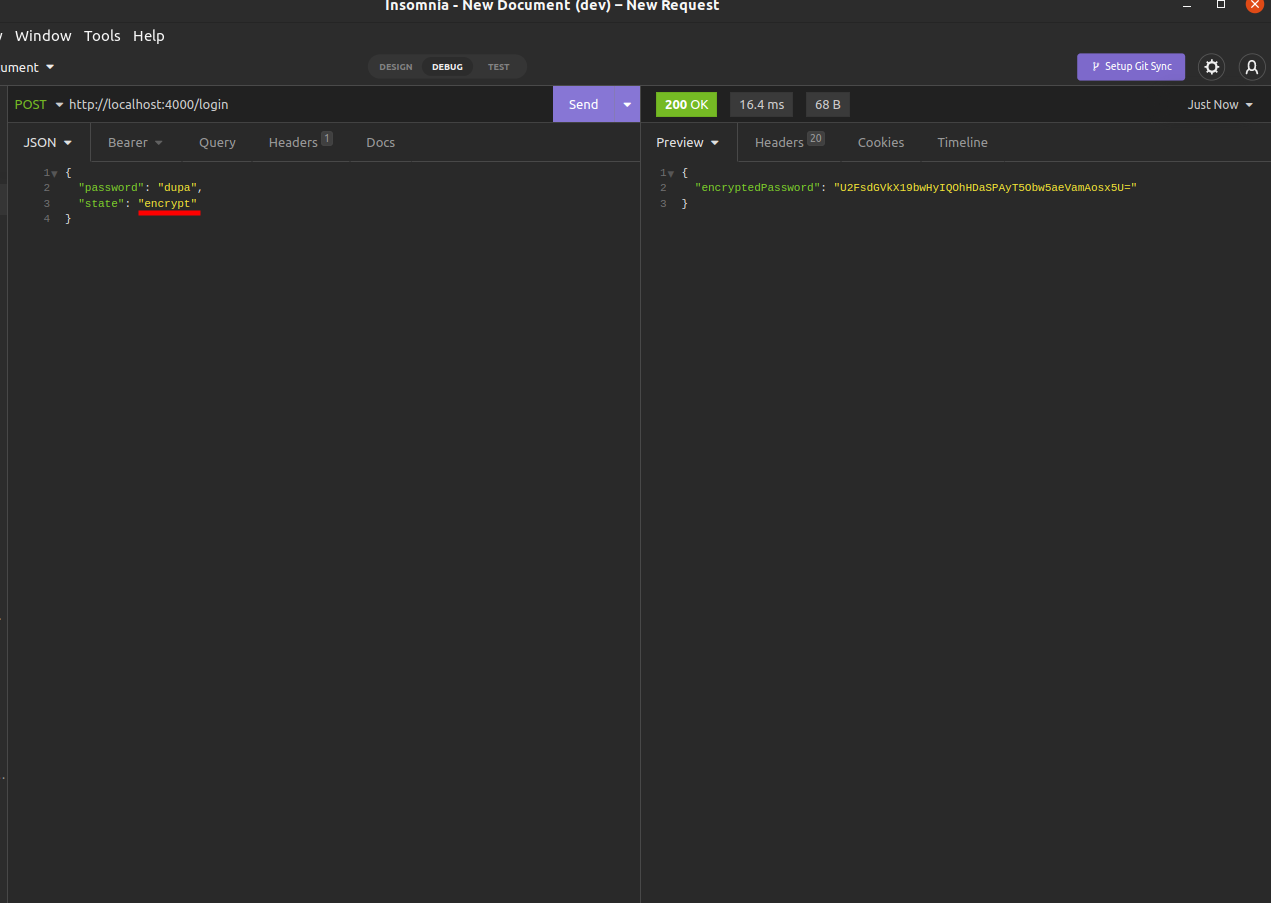 Insomnia - New Document (dev) – New Request
Window Tools Help
ument
DESIGN DEBUG TEST
Setup Git Sync
POST http://localhost:4000/login
Send
200 OK 16.4 ms 68 B
Just Now
JSON Bearer Query Headers 1 Docs
Preview Headers 20 Cookies Timeline
1 {
2 "password": "dupa",
3 "state": "encrypt"
4 }
1 {
2 "encryptedPassword": "U2FsdGVkX19bwHyIQOhHDaSPAyT5Obw5aeVamAosx5U="
3 }